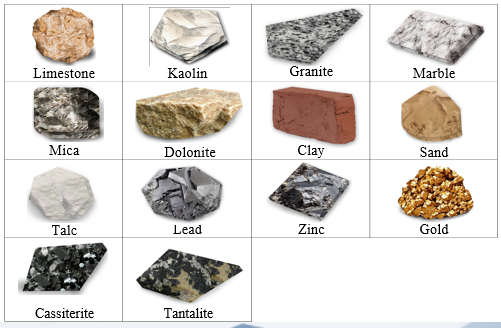 Limestone
Kaolin
Granite
Marble
Mica
Dolonite
Clay
Sand
Talc
Lead
Zinc
Gold
Cassiterite
Tantalite